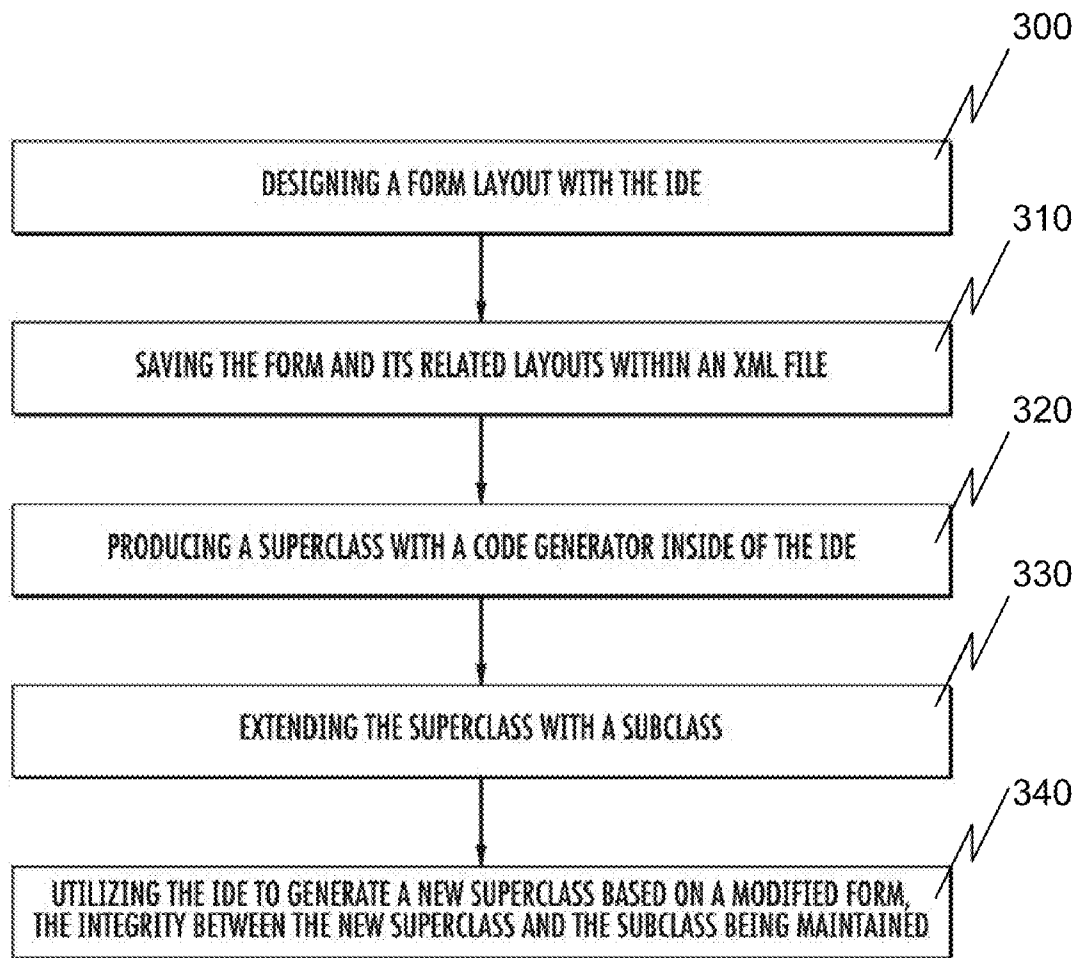 300
DESIGNING A FORM LAYOUT WITH THE IDE
310
SAVING THE FORM AND ITS RELATED LAYOUTS WITHIN AN XML FILE
320
PRODUCING A SUPERCLASS WITH A CODE GENERATOR INSIDE OF THE IDE
330
EXTENDING THE SUPERCLASS WITH A SUBCLASS
340
UTILIZING THE IDE TO GENERATE A NEW SUPERCLASS BASED ON A MODIFIED FORM,
THE INTEGRITY BETWEEN THE NEW SUPERCLASS AND THE SUBCLASS BEING MAINTAINED